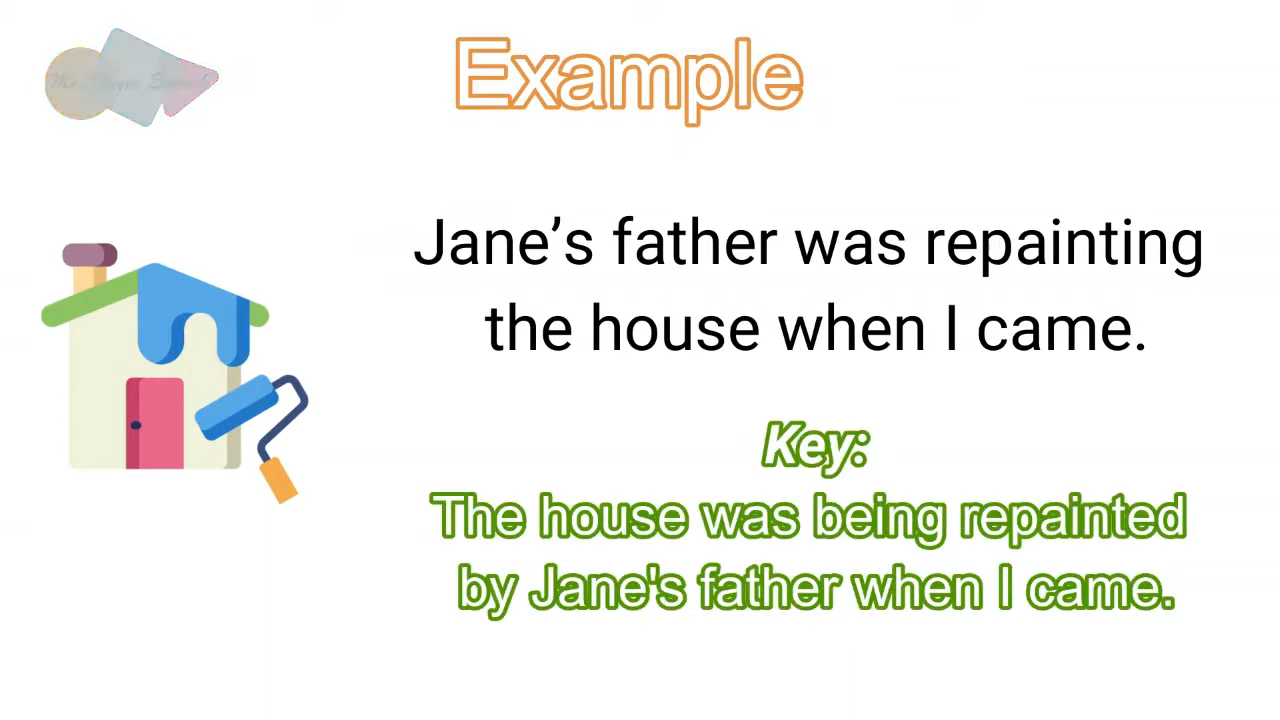 Example
Jane’s father was repainting
the house when I came.
Key:
The house was being repainted
by Jane's father when I came.